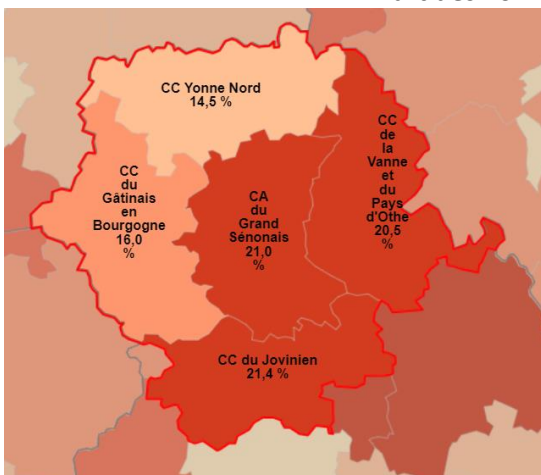 CC Yonne Nord
14,5 %
CC
de
la
Vanne
et
du
Pays
d'Othe
20,5
%
CC
du
Gâtinais
en
Bourgogne
16,0
%
CA
du
Grand
Sénonais
21,0
%
CC du Jovinien
21,4 %